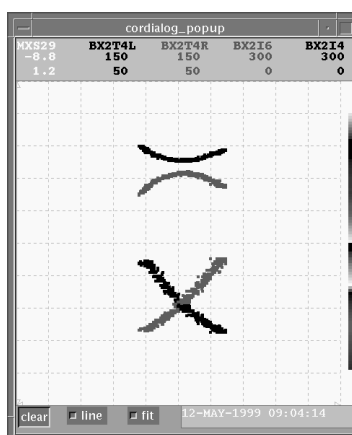 cordialog_popup
MXS29 BX2T4L BX2T4R BX2I6 BX2I4
-8.8 150 150 300 300
1.2 50 50 0 0
clear line fit 12-MAY-1999 09:04:14